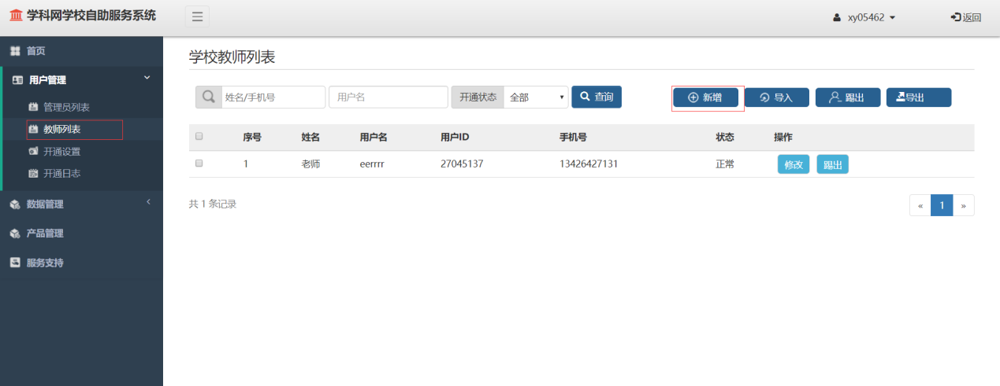 学科网学校自助服务系统
xy05462
返回
首页
用户管理
管理员列表
教师列表
开通设置
开通日志
数据管理
产品管理
服务支持
学校教师列表
姓名/手机号 用户名 开通状态 全部 查询 新增 导入 踢出 导出
序号 姓名 用户名 用户ID 手机号 状态 操作
1 老师 eerrrr 27045137 13426427131 正常 修改 踢出
共 1 条记录
« 1 »